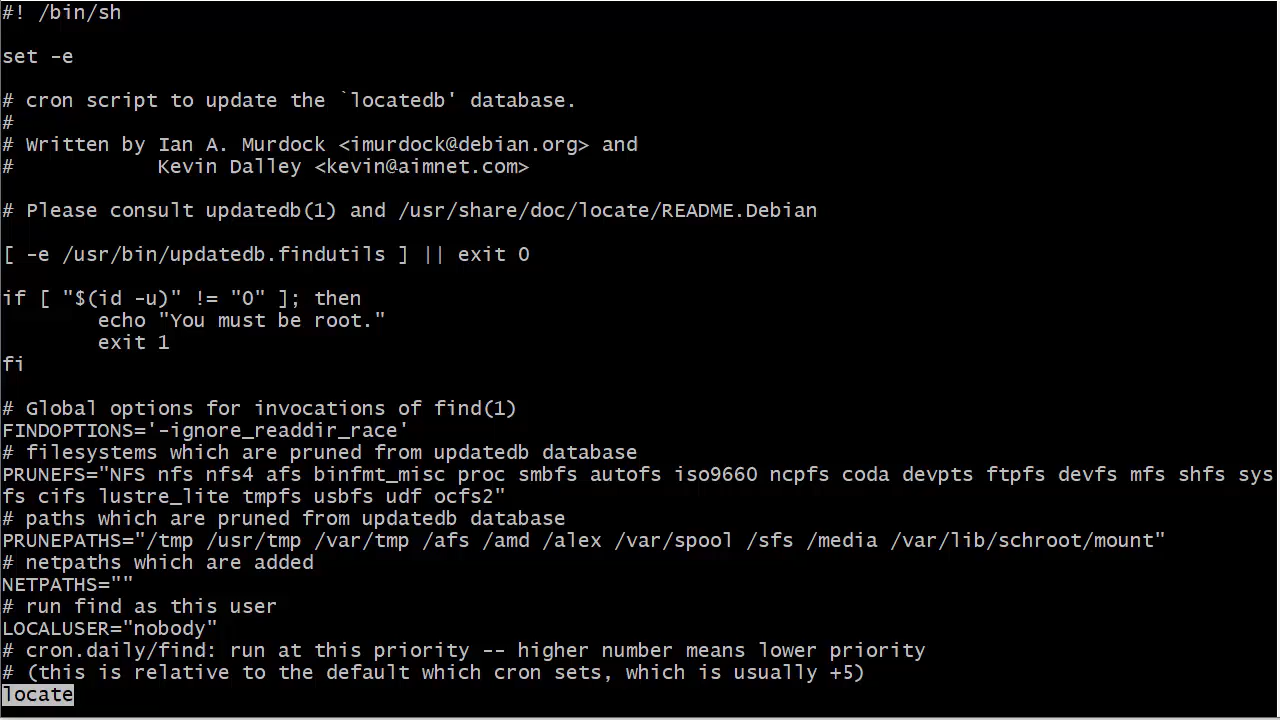 #! /bin/sh
set -e
# cron script to update the `locatedb' database.
#
# Written by Ian A. Murdock <imurdock@debian.org> and
#            Kevin Dalley <kevin@aimnet.com>
# Please consult updatedb(1) and /usr/share/doc/locate/README.Debian
[ -e /usr/bin/updatedb.findutils ] || exit 0
if [ "$(id -u)" != "0" ]; then
        echo "You must be root."
        exit 1
fi
# Global options for invocations of find(1)
FINDOPTIONS='-ignore_readdir_race'
# filesystems which are pruned from updatedb database
PRUNEFS="NFS nfs nfs4 afs binfmt_misc proc smbfs autofs iso9660 ncpfs coda devpts ftpfs devfs mfs shfs sys
fs cifs lustre_lite tmpfs usbfs udf ocfs2"
# paths which are pruned from updatedb database
PRUNEPATHS="/tmp /usr/tmp /var/tmp /afs /amd /alex /var/spool /sfs /media /var/lib/schroot/mount"
# netpaths which are added
NETPATHS=""
# run find as this user
LOCALUSER="nobody"
# cron.daily/find: run at this priority -- higher number means lower priority
# (this is relative to the default which cron sets, which is usually +5)
locate